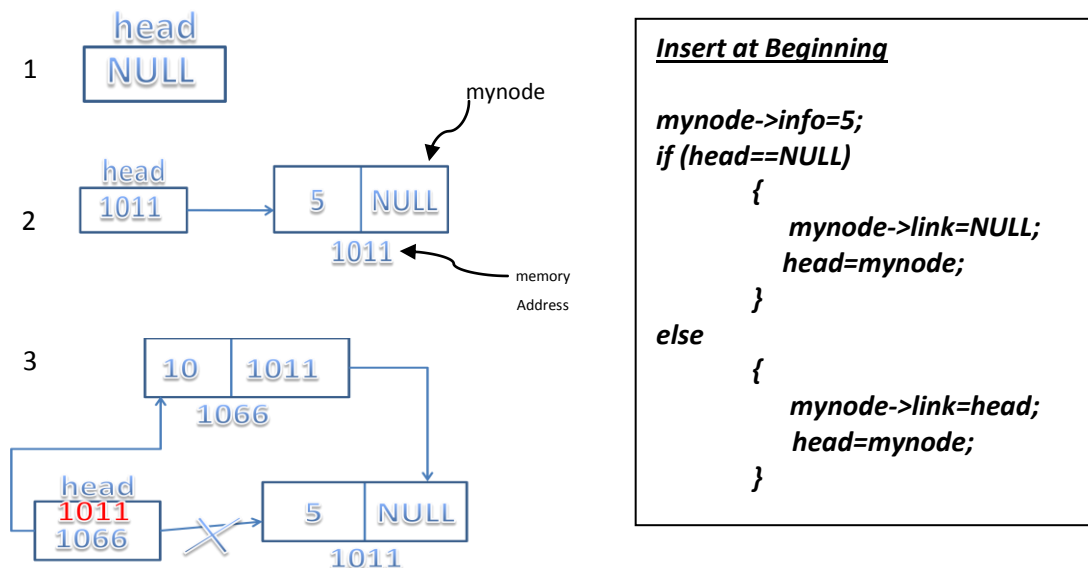 head
1
NULL
mynode
head
1011
2
5
NULL
1011
memory
Address
3
10
1011
1066
head
1011
1066
5
NULL
1011
Insert at Beginning
mynode->info=5;
if (head==NULL)
{
mynode->link=NULL;
head=mynode;
}
else
{
mynode->link=head;
head=mynode;
}